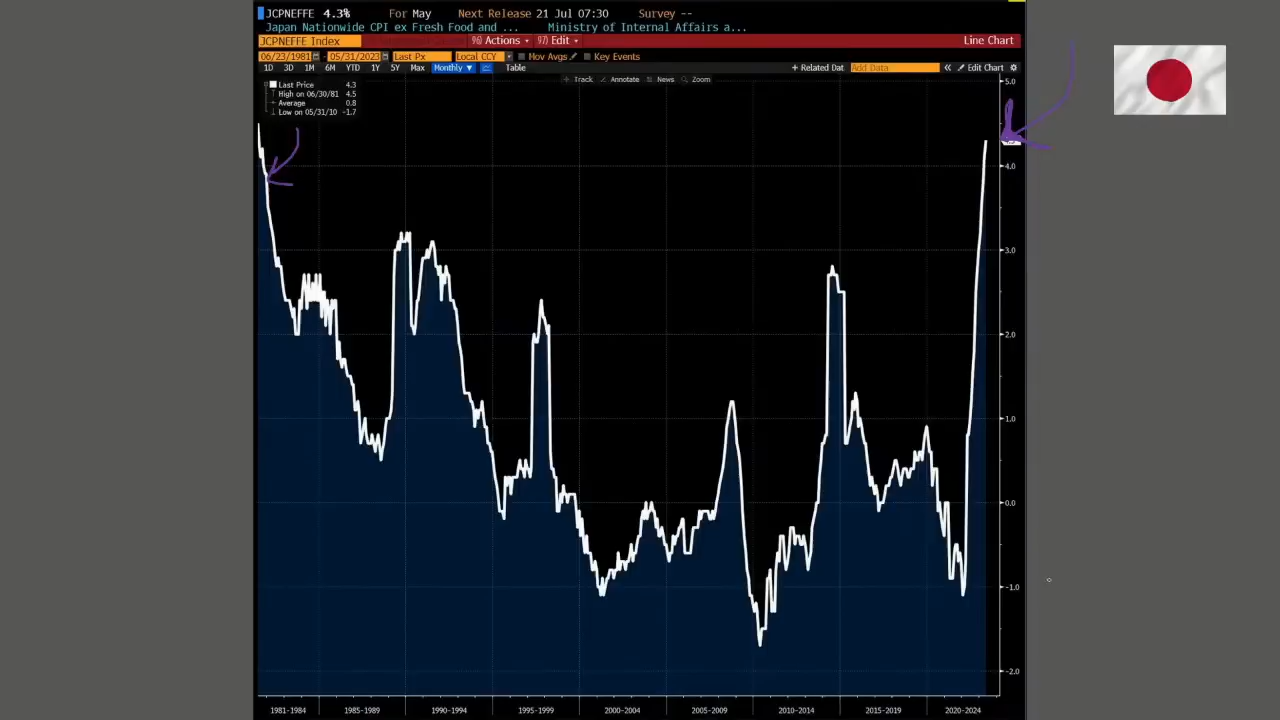 JCPNEFFE 4.3% For May Next Release 21 Jul 07:30 Survey --
Japan Nationwide CPI ex Fresh Food and ... Ministry of Internal Affairs a...
JCPNEFFE Index 96) Actions 97) Edit Line Chart
06/23/1981 - 05/31/2023 Last Px Local CCY Mov Avgs Key Events
1D 3D 1M 6M YTD 1Y 5Y Max Monthly ▼ Table + Related Dat Add Data « Edit Chart
Track Annotate News Zoom
Last Price 4.3
High on 06/30/81 4.5
Average 0.8
Low on 05/31/10 -1.7
5.0
4.0
3.0
2.0
1.0
0.0
-1.0
-2.0
1981-1984 1985-1989 1990-1994 1995-1999 2000-2004 2005-2009 2010-2014 2015-2019 2020-2024